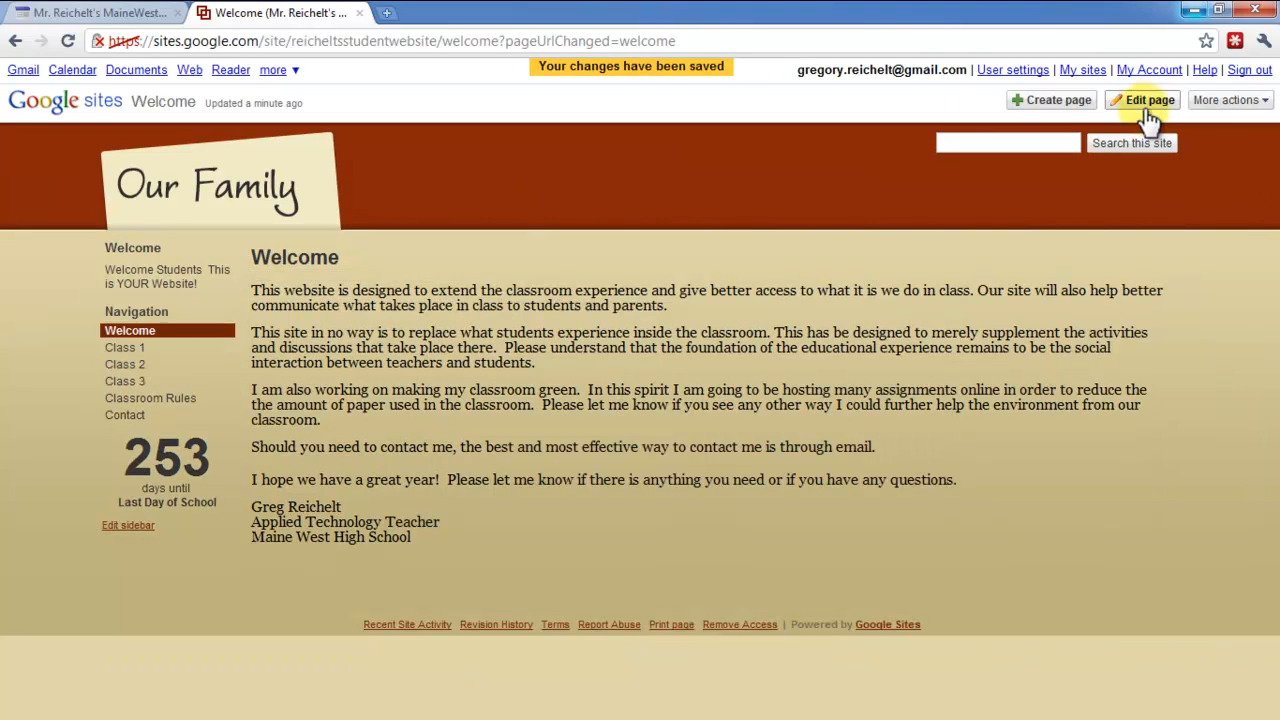 Mr. Reichelt's MaineWest...
Welcome (Mr. Reichelt's ...
https://sites.google.com/site/reicheltsstudentwebsite/welcome?pageUrlChanged=welcome
Gmail Calendar Documents Web Reader more ▼
Your changes have been saved
gregory.reichelt@gmail.com | User settings | My sites | My Account | Help | Sign out
Google sites Welcome Updated a minute ago
Create page Edit page More actions ▼
Search this site
Our Family
Welcome
Welcome Students This
is YOUR Website!
Navigation
Welcome
Class 1
Class 2
Class 3
Classroom Rules
Contact
253
days until
Last Day of School
Edit sidebar
Welcome
This website is designed to extend the classroom experience and give better access to what it is we do in class. Our site will also help better
communicate what takes place in class to students and parents.
This site in no way is to replace what students experience inside the classroom. This has be designed to merely supplement the activities
and discussions that take place there. Please understand that the foundation of the educational experience remains to be the social
interaction between teachers and students.
I am also working on making my classroom green. In this spirit I am going to be hosting many assignments online in order to reduce the
the amount of paper used in the classroom. Please let me know if you see any other way I could further help the environment from our
classroom.
Should you need to contact me, the best and most effective way to contact me is through email.
I hope we have a great year! Please let me know if there is anything you need or if you have any questions.
Greg Reichelt
Applied Technology Teacher
Maine West High School
Recent Site Activity Revision History Terms Report Abuse Print page Remove Access | Powered by Google Sites